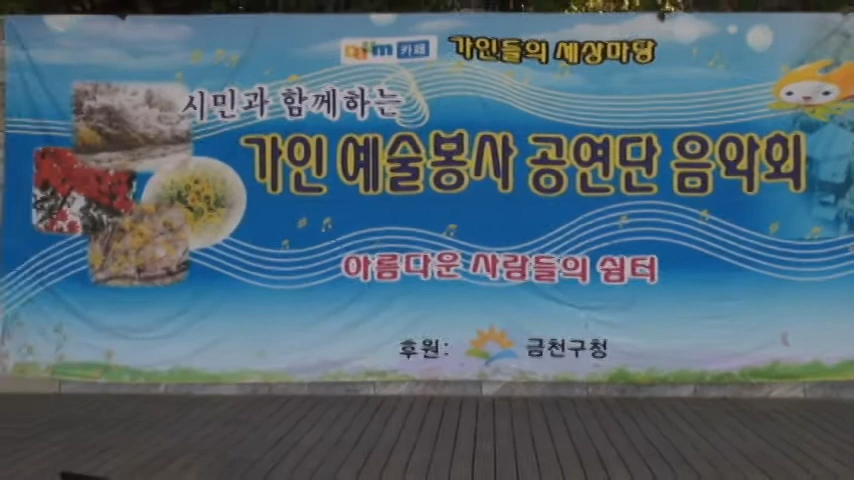 daum 카페 가인들의 세상마당
시민과 함께하는
가인 예술봉사 공연단 음악회
아름다운 사람들의 쉼터
후원: 금천구청